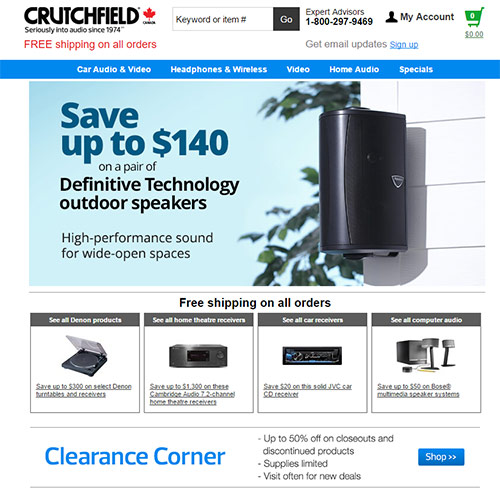 CRUTCHFIELD
CANADA
Seriously into audio since 1974™
FREE shipping on all orders
Keyword or item #
Go
Expert Advisors
1-800-297-9469
My Account
0
$0.00
Get email updates Sign up
Car Audio & Video
Headphones & Wireless
Video
Home Audio
Specials
Save
up to $140
on a pair of
Definitive Technology
outdoor speakers
High-performance sound
for wide-open spaces
Free shipping on all orders
See all Denon products
Save up to $300 on select Denon
turntables and receivers
See all home theatre receivers
Save up to $1,300 on these
Cambridge Audio 7.2-channel
home theatre receivers
See all car receivers
Save $20 on this solid JVC car
CD receiver
See all computer audio
Save up to $50 on Bose®
multimedia speaker systems
Clearance Corner
- Up to 50% off on closeouts and
discontinued products
- Supplies limited
- Visit often for new deals
Shop >>